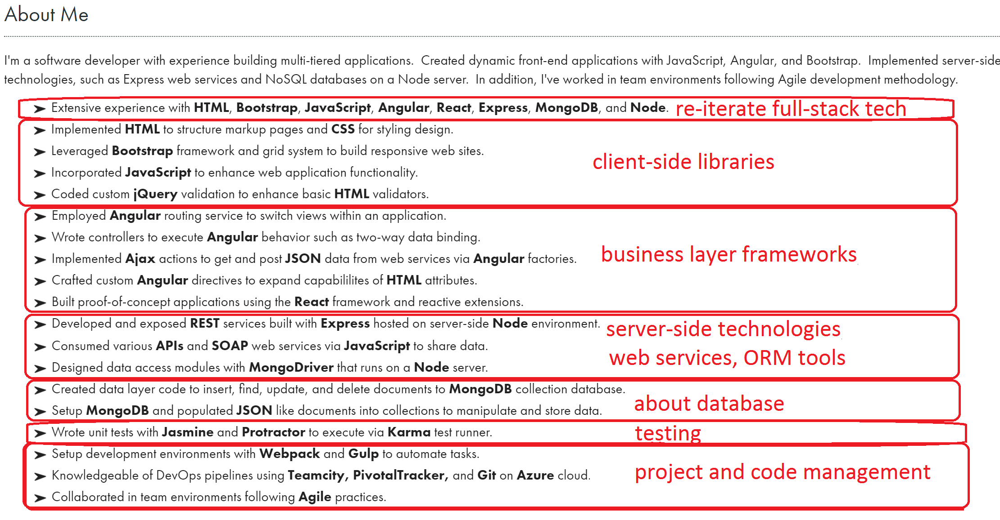 About Me
I'm a software developer with experience building multi-tiered applications.  Created dynamic front-end applications with JavaScript, Angular, and Bootstrap.  Implemented server-side
technologies, such as Express web services and NoSQL databases on a Node server.  In addition, I've worked in team environments following Agile development methodology.
➤ Extensive experience with HTML, Bootstrap, JavaScript, Angular, React, Express, MongoDB, and Node. re-iterate full-stack tech
➤ Implemented HTML to structure markup pages and CSS for styling design.
➤ Leveraged Bootstrap framework and grid system to build responsive web sites.
client-side libraries
➤ Incorporated JavaScript to enhance web application functionality.
➤ Coded custom jQuery validation to enhance basic HTML validators.
➤ Employed Angular routing service to switch views within an application.
➤ Wrote controllers to execute Angular behavior such as two-way data binding.
➤ Implemented Ajax actions to get and post JSON data from web services via Angular factories. business layer frameworks
➤ Crafted custom Angular directives to expand capabililites of HTML attributes.
➤ Built proof-of-concept applications using the React framework and reactive extensions.
➤ Developed and exposed REST services built with Express hosted on server-side Node environment. server-side technologies
➤ Consumed various APIs and SOAP web services via JavaScript to share data.
web services, ORM tools
➤ Designed data access modules with MongoDriver that runs on a Node server.
➤ Created data layer code to insert, find, update, and delete documents to MongoDB collection database.
about database
➤ Setup MongoDB and populated JSON like documents into collections to manipulate and store data.
➤ Wrote unit tests with Jasmine and Protractor to execute via Karma test runner. testing
➤ Setup development environments with Webpack and Gulp to automate tasks.
➤ Knowledgeable of DevOps pipelines using Teamcity, PivotalTracker, and Git on Azure cloud. project and code management
➤ Collaborated in team environments following Agile practices.